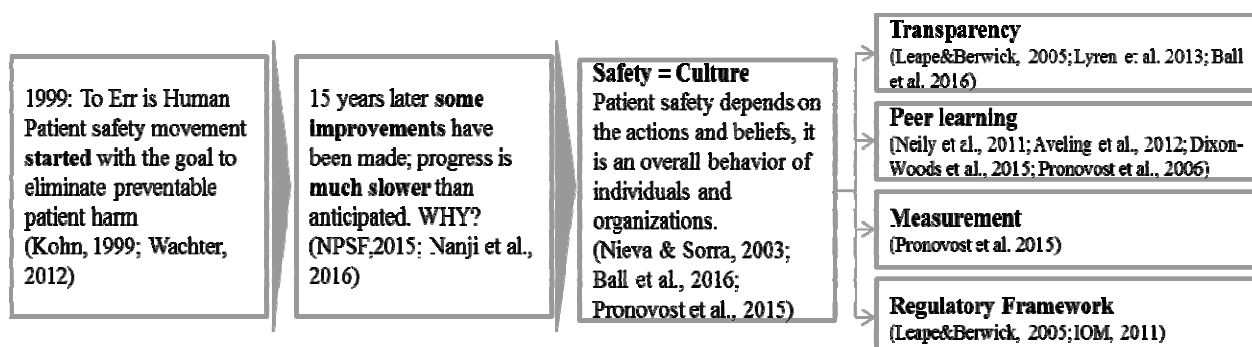 1999: To Err is Human
Patient safety movement
started with the goal to
eliminate preventable
patient harm
(Kohn, 1999; Wachter,
2012)
15 years later some
improvements have
been made; progress is
much slower than
anticipated. WHY?
(NPSF,2015; Nanji et al.,
2016)
Safety = Culture
Patient safety depends on
the actions and beliefs, it
is an overall behavior of
individuals and
organizations.
(Nieva & Sorra, 2003;
Ball et al., 2016;
Pronovost et al., 2015)
Transparency
(Leape&Berwick, 2005;Lyren et al. 2013; Ball
et al. 2016)
Peer learning
(Neily et al., 2011; Aveling et al., 2012; Dixon-
Woods et al., 2015; Pronovost et al., 2006)
Measurement
(Pronovost et al. 2015)
Regulatory Framework
(Leape&Berwick, 2005;IOM, 2011)